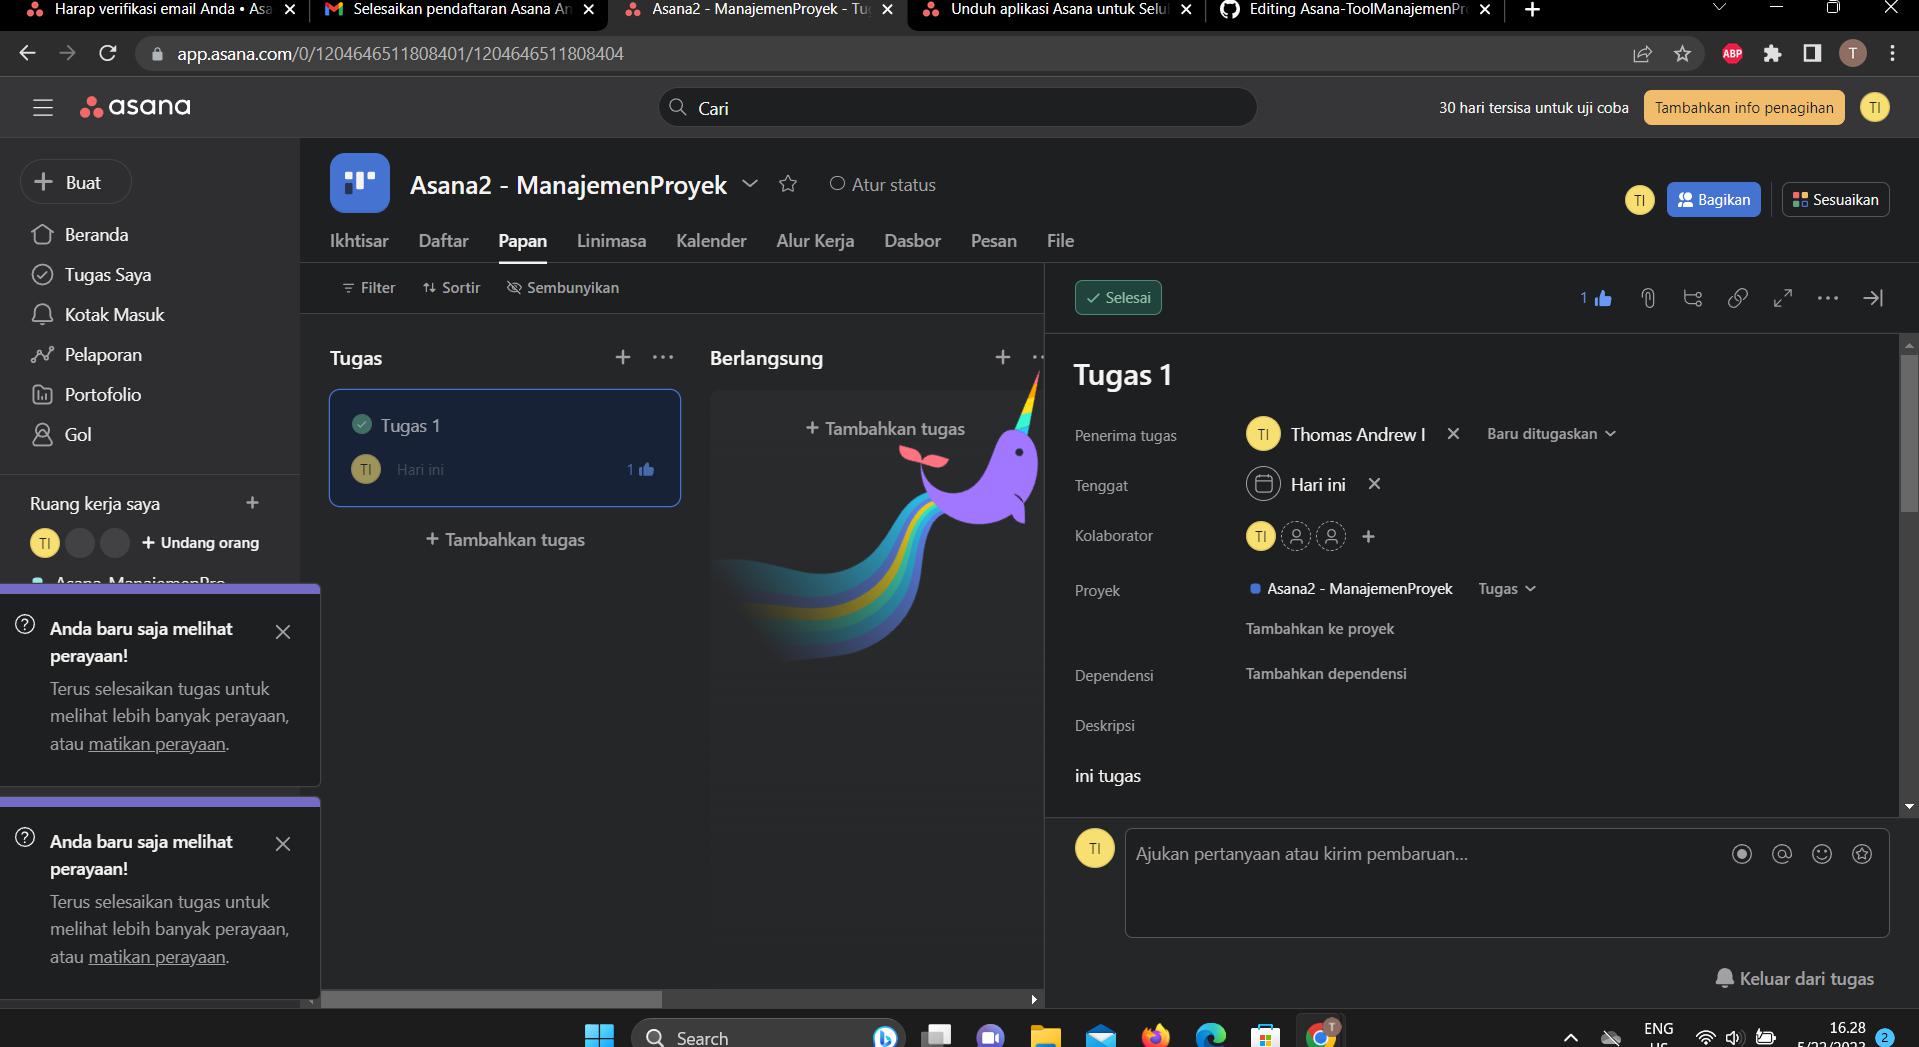 Harap verifikasi email Anda • Asa
Selesaikan pendaftaran Asana An
Asana2 - ManajemenProyek - Tug
Unduh aplikasi Asana untuk Selul
Editing Asana-ToolManajemenPro
app.asana.com/0/1204646511808401/1204646511808404
ABP
T
asana
Cari
30 hari tersisa untuk uji coba
Tambahkan info penagihan
TI
Buat
Beranda
Tugas Saya
Kotak Masuk
Pelaporan
Portofolio
Gol
Ruang kerja saya
TI
+ Undang orang
Asana-ManajemenPro
Asana2 - ManajemenProyek
Atur status
TI
Bagikan
Sesuaikan
Ikhtisar
Daftar
Papan
Linimasa
Kalender
Alur Kerja
Dasbor
Pesan
File
Filter
Sortir
Sembunyikan
Tugas
Tugas 1
TI
Hari ini
1
+ Tambahkan tugas
Berlangsung
+ Tambahkan tugas
Selesai
1
Tugas 1
Penerima tugas
TI
Thomas Andrew I
Baru ditugaskan
Tenggat
Hari ini
Kolaborator
TI
Proyek
Asana2 - ManajemenProyek
Tugas
Tambahkan ke proyek
Dependensi
Tambahkan dependensi
Deskripsi
ini tugas
TI
Ajukan pertanyaan atau kirim pembaruan...
Keluar dari tugas
Anda baru saja melihat
perayaan!
Terus selesaikan tugas untuk
melihat lebih banyak perayaan,
atau matikan perayaan.
Anda baru saja melihat
perayaan!
Terus selesaikan tugas untuk
melihat lebih banyak perayaan,
atau matikan perayaan.
Search
T
ENG
16.28
2